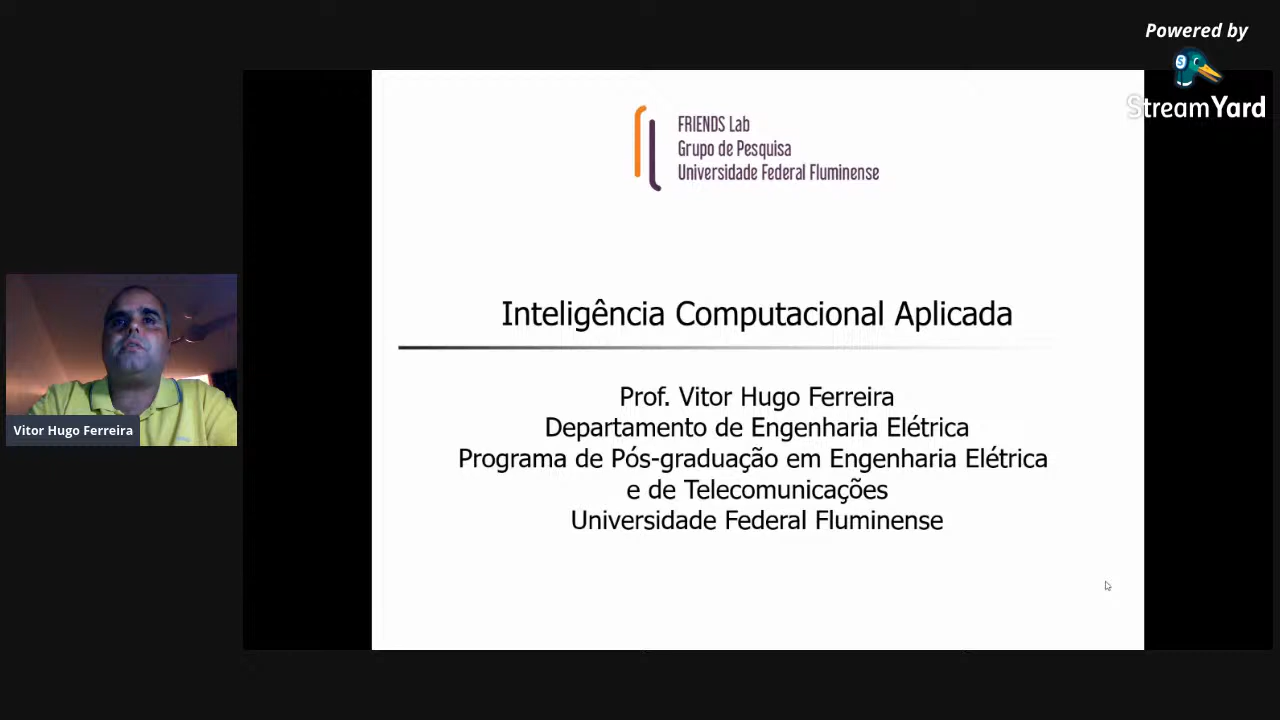 Powered by
StreamYard
FRIENDS Lab
Grupo de Pesquisa
Universidade Federal Fluminense
Inteligência Computacional Aplicada
Prof. Vitor Hugo Ferreira
Departamento de Engenharia Elétrica
Programa de Pós-graduação em Engenharia Elétrica
e de Telecomunicações
Universidade Federal Fluminense
Vitor Hugo Ferreira